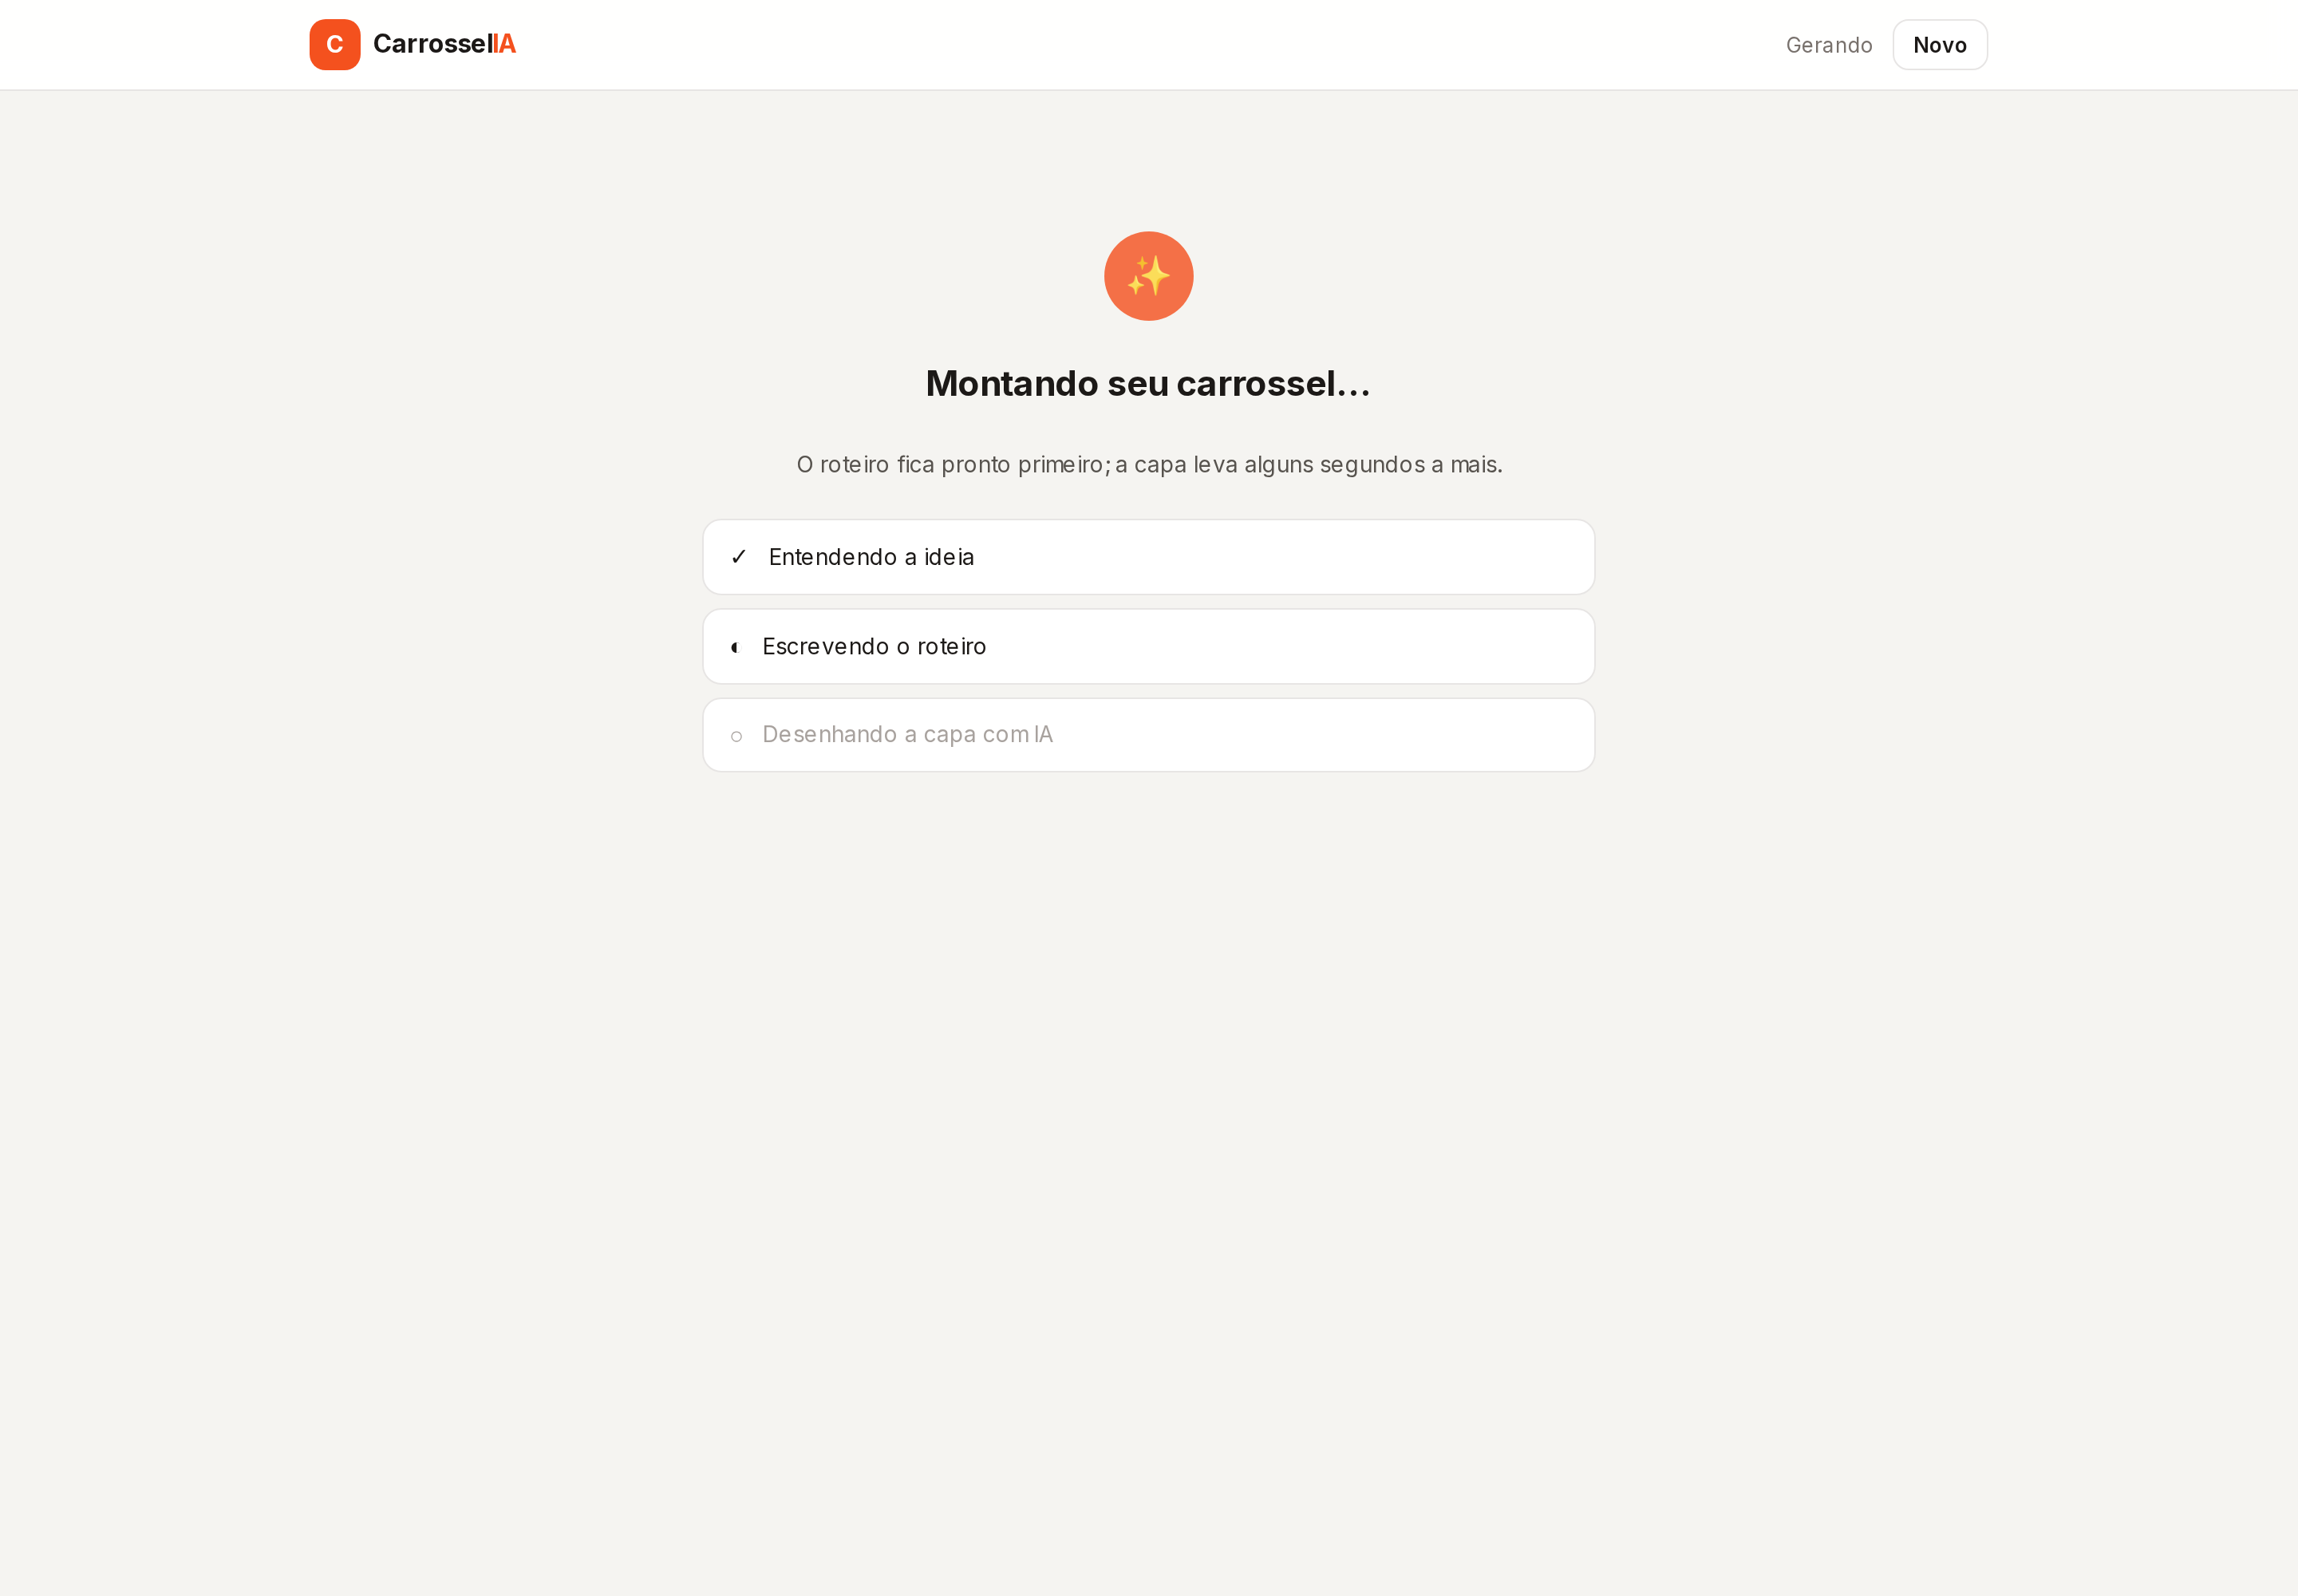 C CarrosselIA Gerando Novo
Montando seu carrossel...
O roteiro fica pronto primeiro; a capa leva alguns segundos a mais.
✓ Entendendo a ideia
◐ Escrevendo o roteiro
○ Desenhando a capa com IA